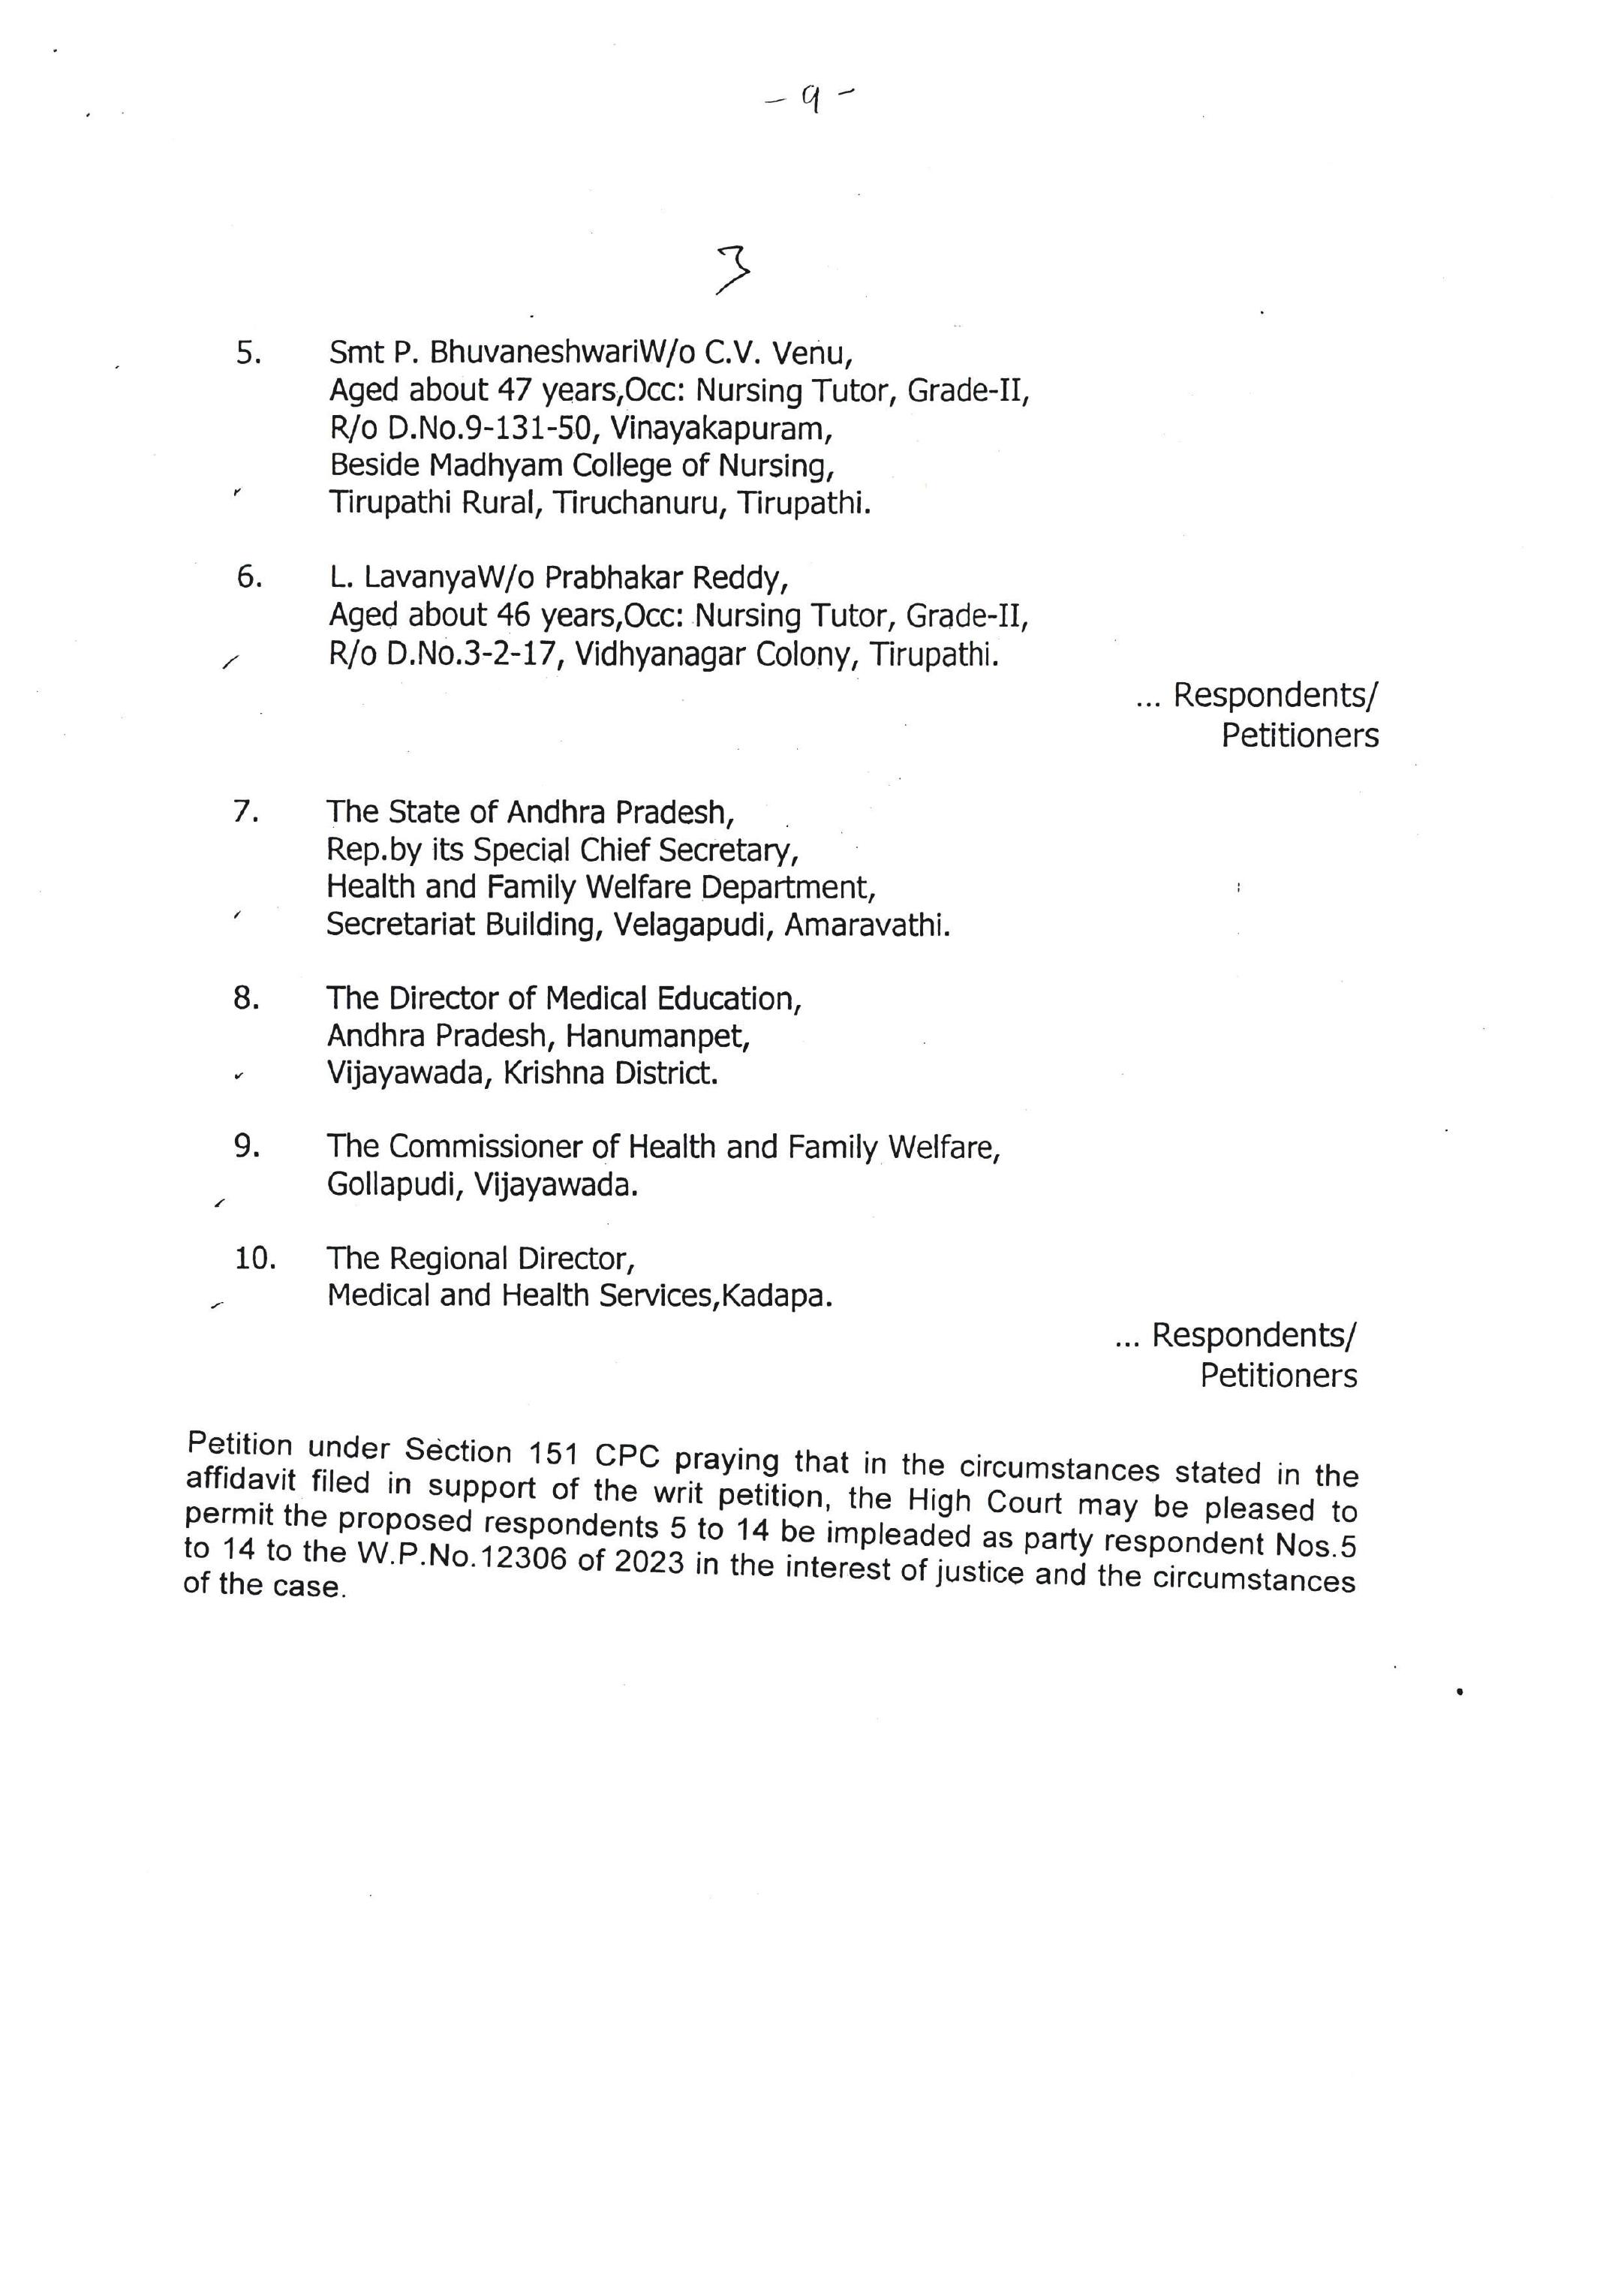 - 9 -
3
5. Smt P. BhuvaneshwariW/o C.V. Venu,
Aged about 47 years,Occ: Nursing Tutor, Grade-II,
R/o D.No.9-131-50, Vinayakapuram,
Beside Madhyam College of Nursing,
Tirupathi Rural, Tiruchanuru, Tirupathi.
6. L. LavanyaW/o Prabhakar Reddy,
Aged about 46 years,Occ: Nursing Tutor, Grade-II,
R/o D.No.3-2-17, Vidhyanagar Colony, Tirupathi.
... Respondents/
Petitioners
7. The State of Andhra Pradesh,
Rep.by its Special Chief Secretary,
Health and Family Welfare Department,
Secretariat Building, Velagapudi, Amaravathi.
8. The Director of Medical Education,
Andhra Pradesh, Hanumanpet,
Vijayawada, Krishna District.
9. The Commissioner of Health and Family Welfare,
Gollapudi, Vijayawada.
10. The Regional Director,
Medical and Health Services,Kadapa.
... Respondents/
Petitioners
Petition under Section 151 CPC praying that in the circumstances stated in the
affidavit filed in support of the writ petition, the High Court may be pleased to
permit the proposed respondents 5 to 14 be impleaded as party respondent Nos.5
to 14 to the W.P.No.12306 of 2023 in the interest of justice and the circumstances
of the case.